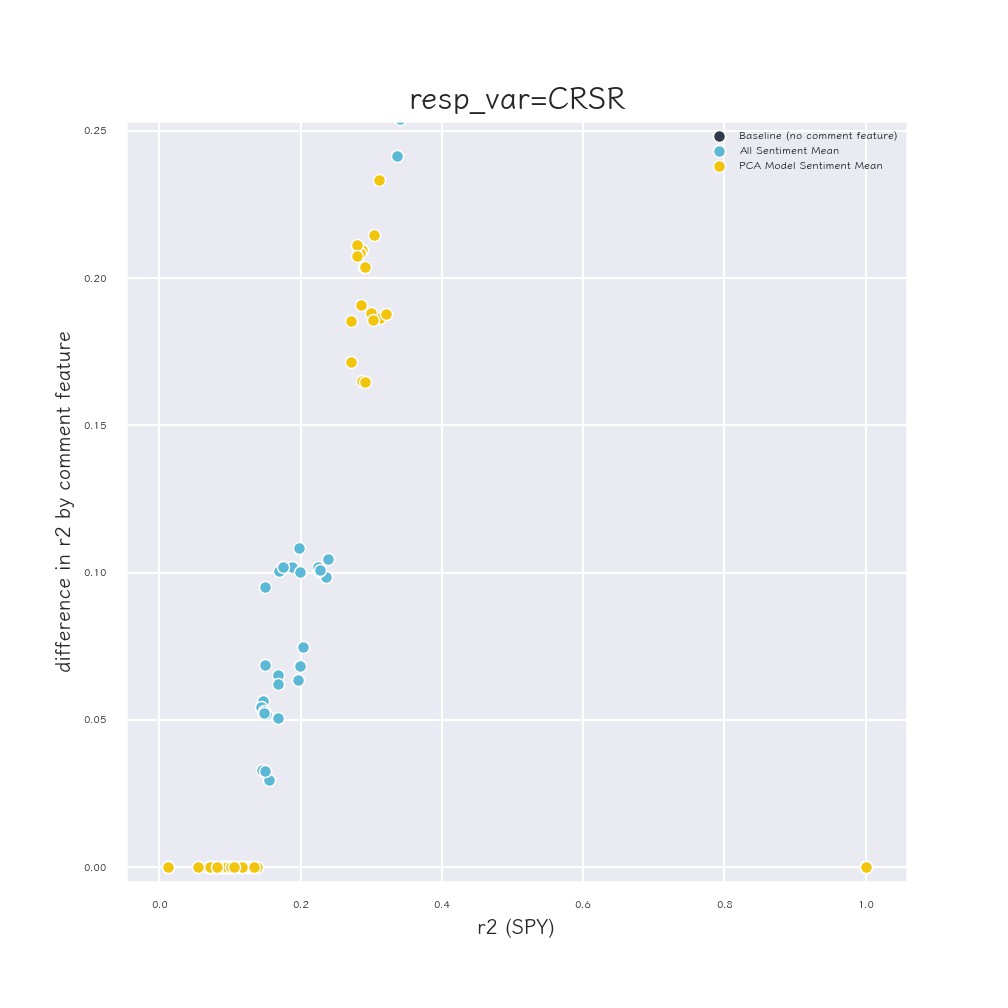 resp_var=CRSR
Baseline (no comment feature)
All Sentiment Mean
PCA Model Sentiment Mean
difference in r2 by comment feature
0.25
0.20
0.15
0.10
0.05
0.00
0.0 0.2 0.4 0.6 0.8 1.0
r2 (SPY)